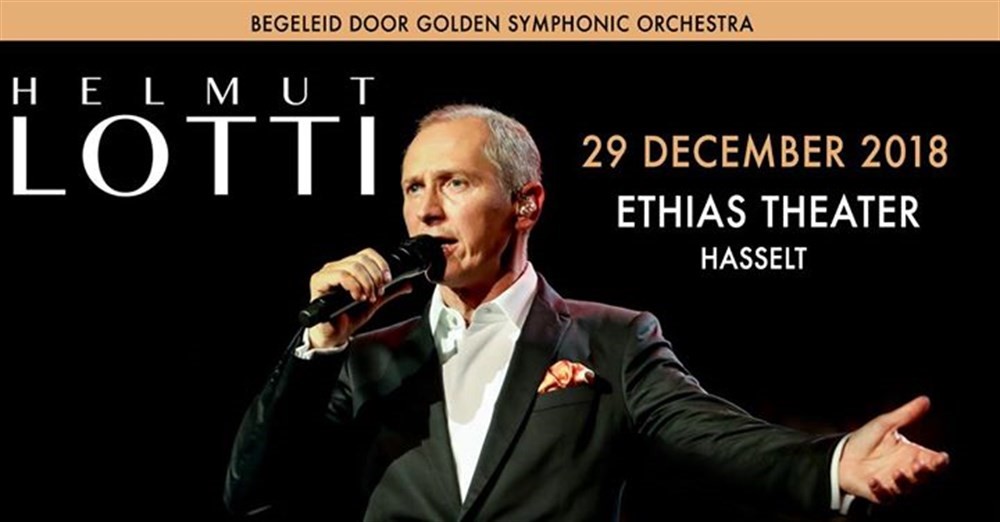 BEGELEID DOOR GOLDEN SYMPHONIC ORCHESTRA
HELMUT
LOTTI
29 DECEMBER 2018
ETHIAS THEATER
HASSELT